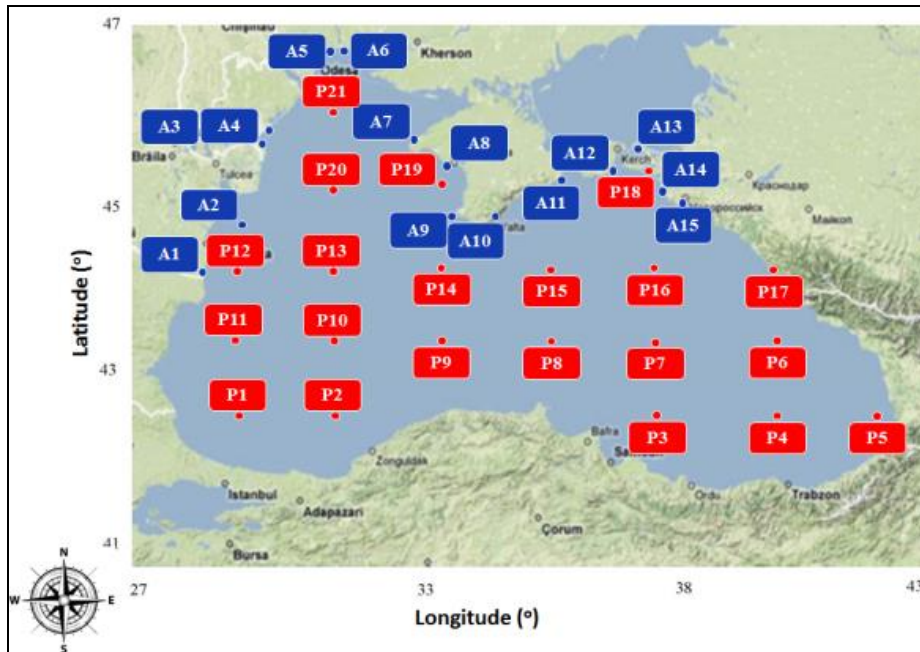 47
Chişinău
Kherson
A5
A6
Odesa
P21
A3
A4
A7
A13
Brăila
Tulcea
A8
A12
Kerch
P20
P19
A14
P18
Краснодар
A2
A11
45
Новороссийск
Майкоп
A9
A10
Yalta
A15
A1
P12
P13
P14
P15
P16
P17
P11
P10
P9
P8
P7
P6
43
P1
P2
P3
P4
P5
Bafra
Samsun
Zonguldak
Istanbul
Ordu
Trabzon
Adapazarı
Çorum
41
Bursa
N
W
E
S
27
33
38
43
Latitude (º)
Longitude (º)